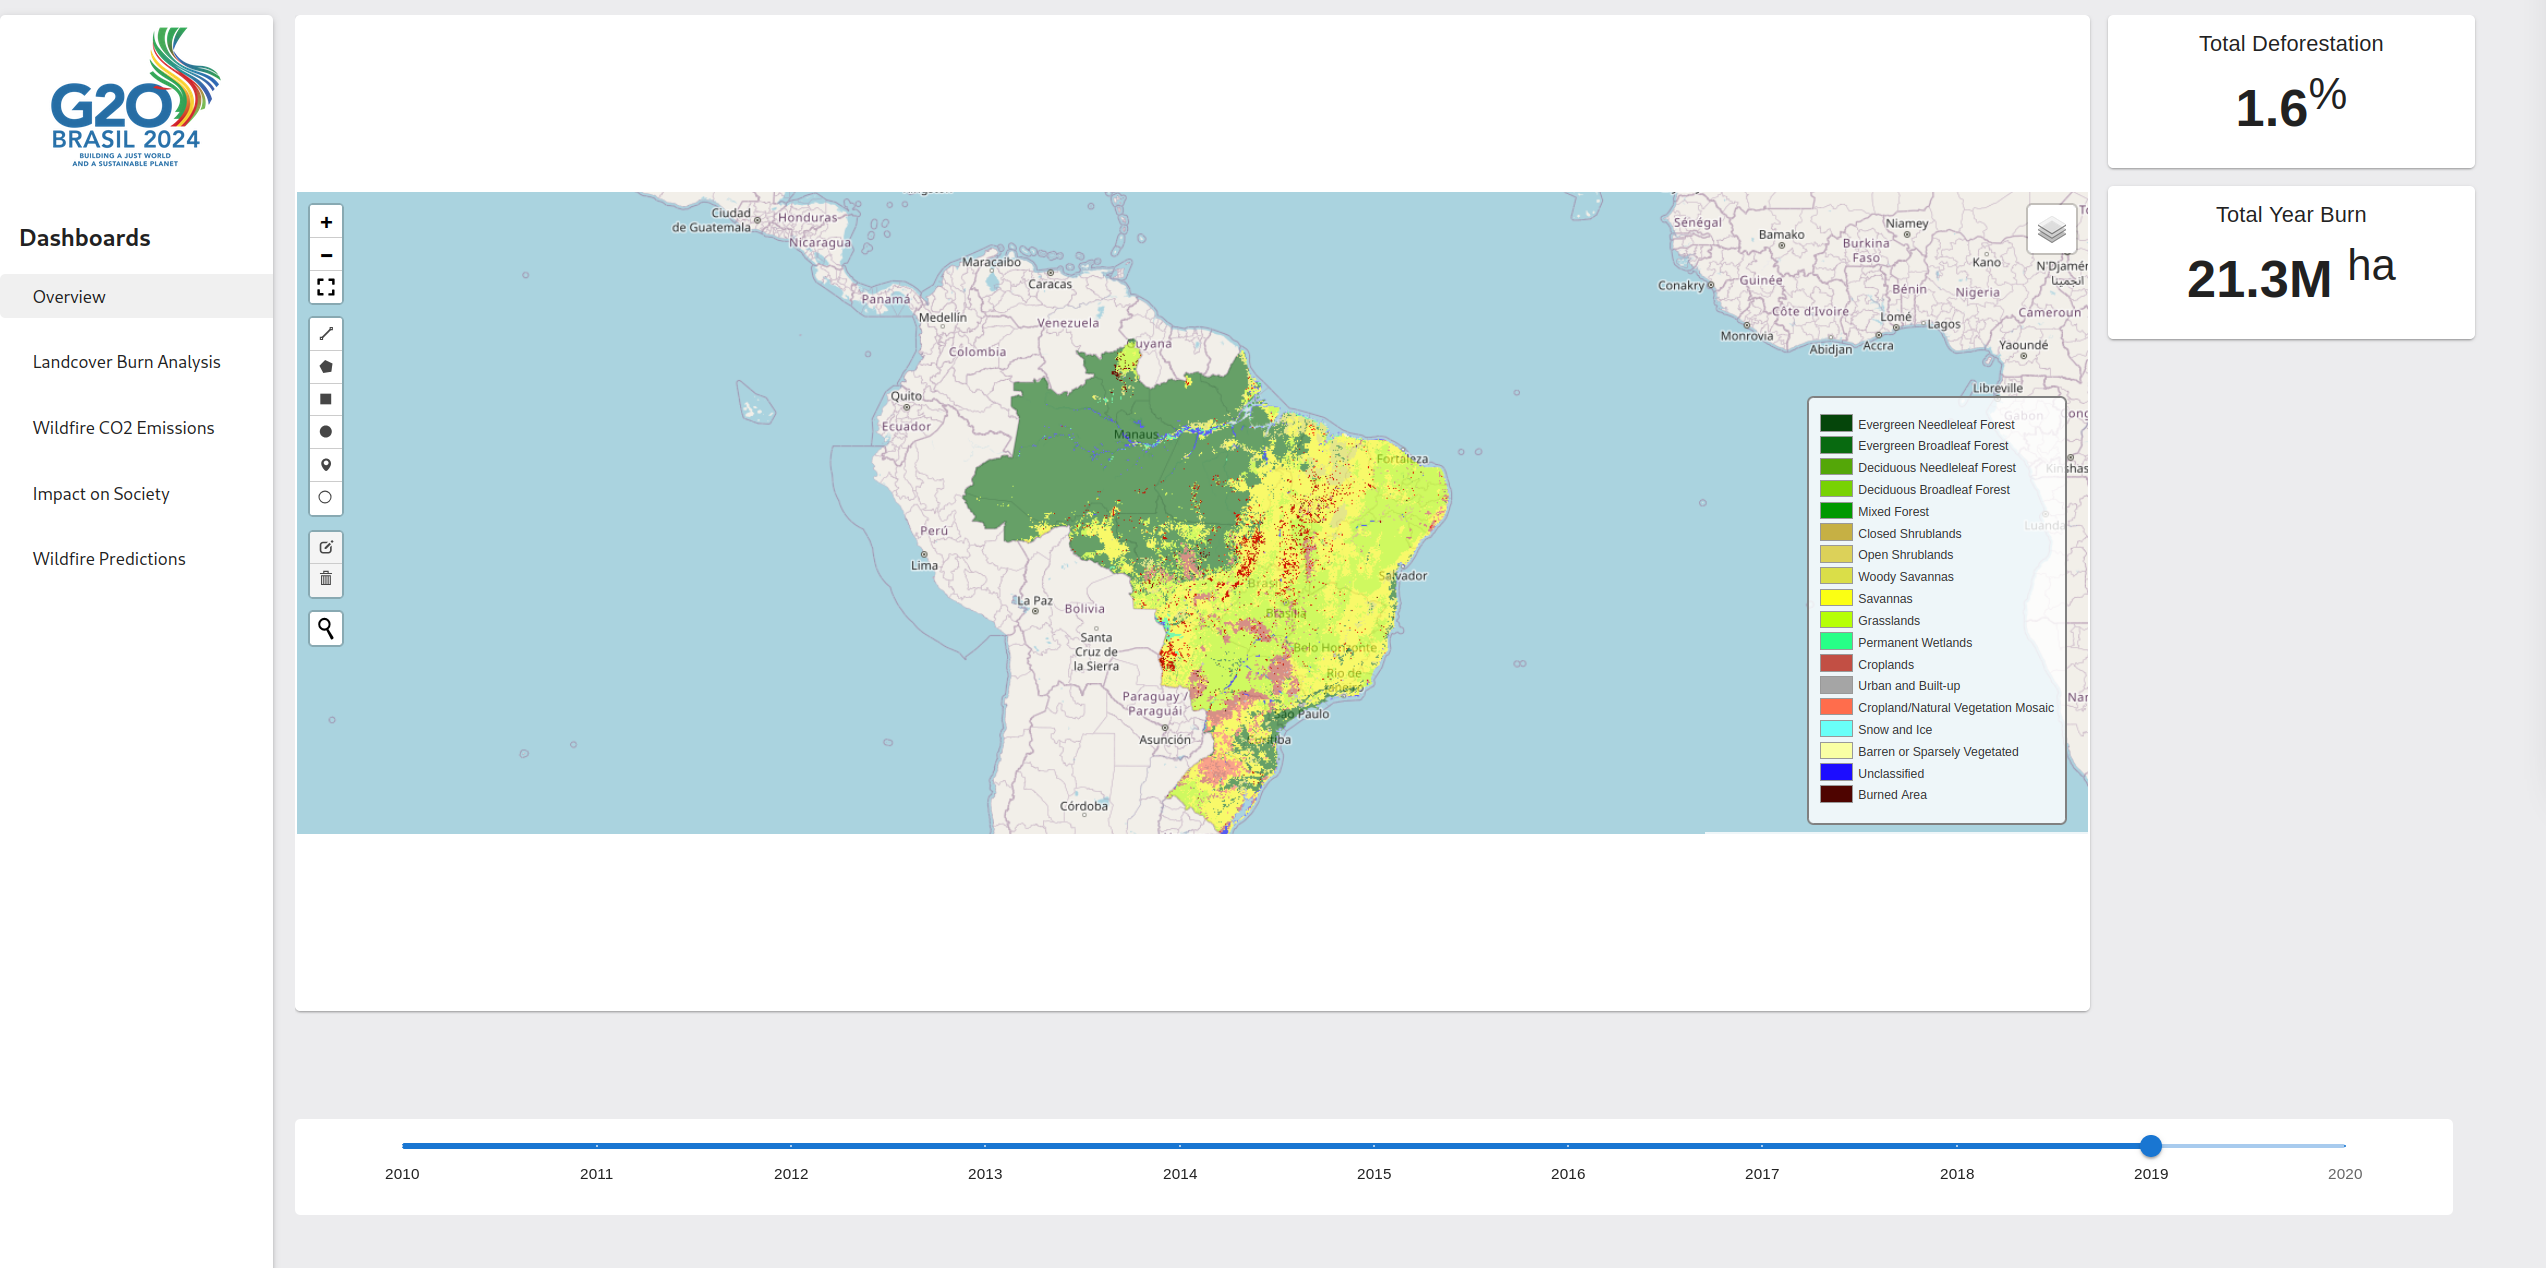 G20
BRASIL 2024
BUILDING A JUST WORLD
AND A SUSTAINABLE PLANET
Dashboards
Overview
Landcover Burn Analysis
Wildfire CO2 Emissions
Impact on Society
Wildfire Predictions
+
−
Ciudad
de Guatemala
Honduras
Nicaragua
Panamá
Maracaibo
Caracas
Medellín
Venezuela
Guyana
Colombia
Quito
Ecuador
Manaus
Fortaleza
Perú
Lima
La Paz
Bolivia
Santa
Cruz de
la Sierra
Brasil
Brasília
Salvador
Belo Horizonte
Rio de
Janeiro
Paraguay /
Paraguái
São Paulo
Asunción
Curitiba
Córdoba
Sénégal
Bamako
Niamey
Burkina
Faso
Kano
N'Djamén
Conakry
Guinée
Bénin
Nigeria
Côte d'Ivoire
Lomé
Lagos
Cameroun
Monrovia
Abidjan
Accra
Yaoundé
Libreville
Gabon
Kinshas
Luanda
Evergreen Needleleaf Forest
Evergreen Broadleaf Forest
Deciduous Needleleaf Forest
Deciduous Broadleaf Forest
Mixed Forest
Closed Shrublands
Open Shrublands
Woody Savannas
Savannas
Grasslands
Permanent Wetlands
Croplands
Urban and Built-up
Cropland/Natural Vegetation Mosaic
Snow and Ice
Barren or Sparsely Vegetated
Unclassified
Burned Area
Total Deforestation
1.6%
Total Year Burn
21.3M ha
2010 2011 2012 2013 2014 2015 2016 2017 2018 2019 2020